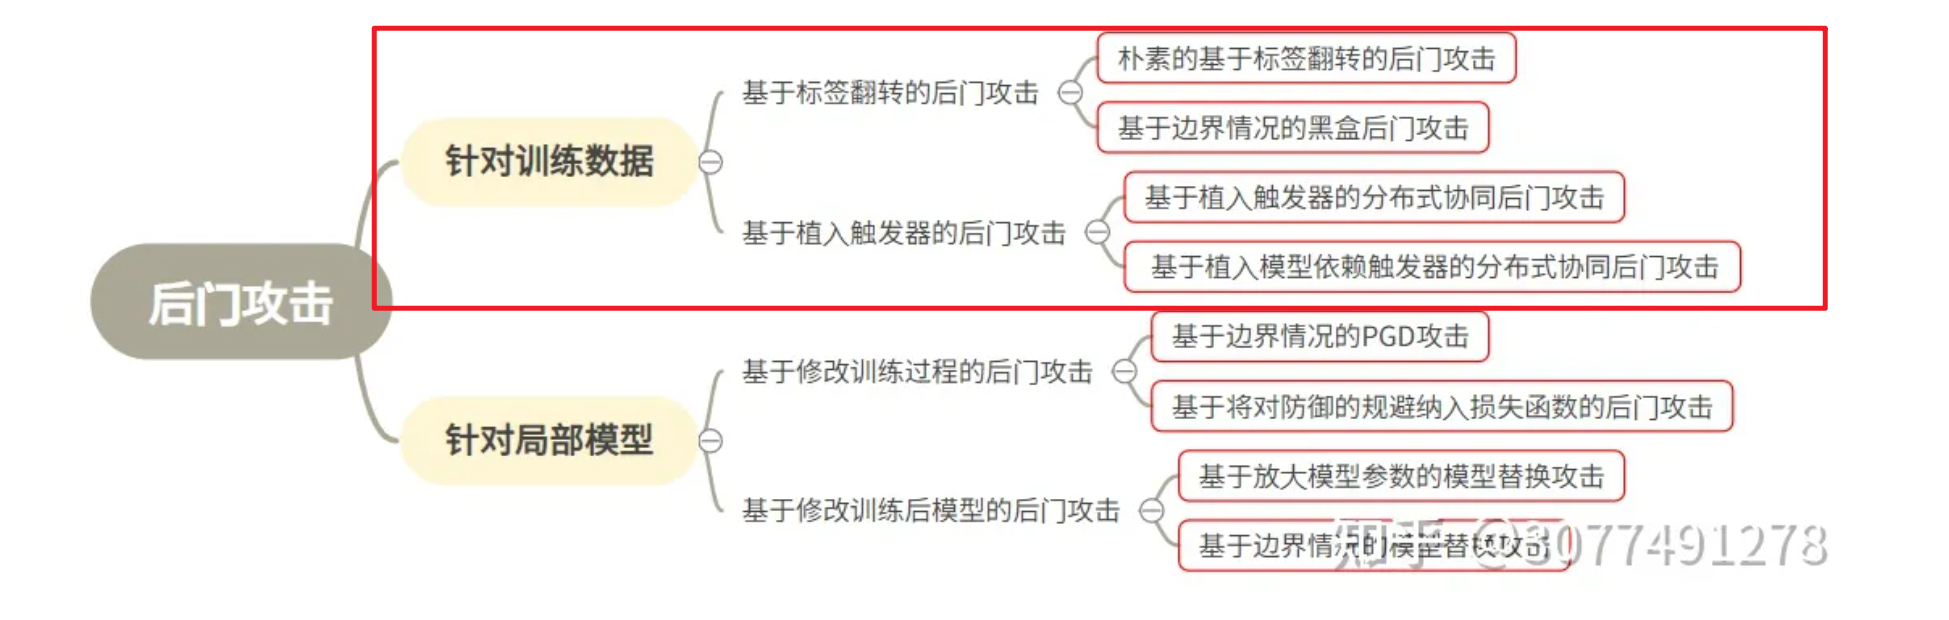 后门攻击
针对训练数据
基于标签翻转的后门攻击
朴素的基于标签翻转的后门攻击
基于边界情况的黑盒后门攻击
基于植入触发器的后门攻击
基于植入触发器的分布式协同后门攻击
基于植入模型依赖触发器的分布式协同后门攻击
针对局部模型
基于修改训练过程的后门攻击
基于边界情况的PGD攻击
基于将对防御的规避纳入损失函数的后门攻击
基于修改训练后模型的后门攻击
基于放大模型参数的模型替换攻击
基于边界情况的模型替换攻击
知乎 @3077491278